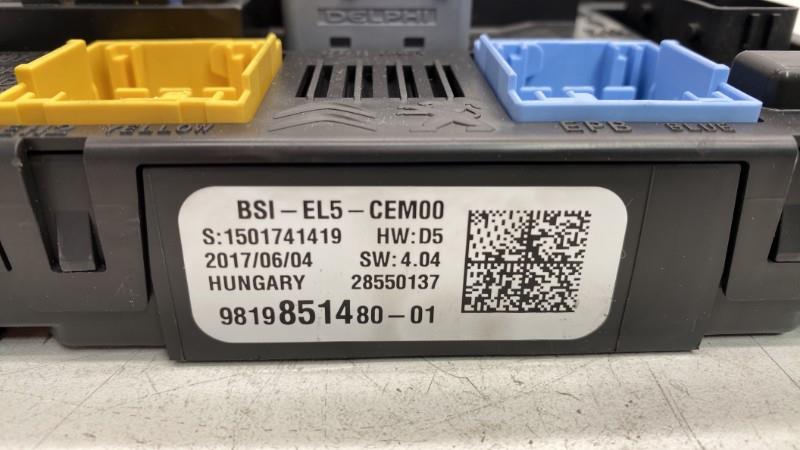 DELPHI
YELLOW
EPB BLUE
BSI-EL5-CEM00
S:1501741419 HW:D5
2017/06/04 SW:4.04
HUNGARY 28550137
9819851480-01